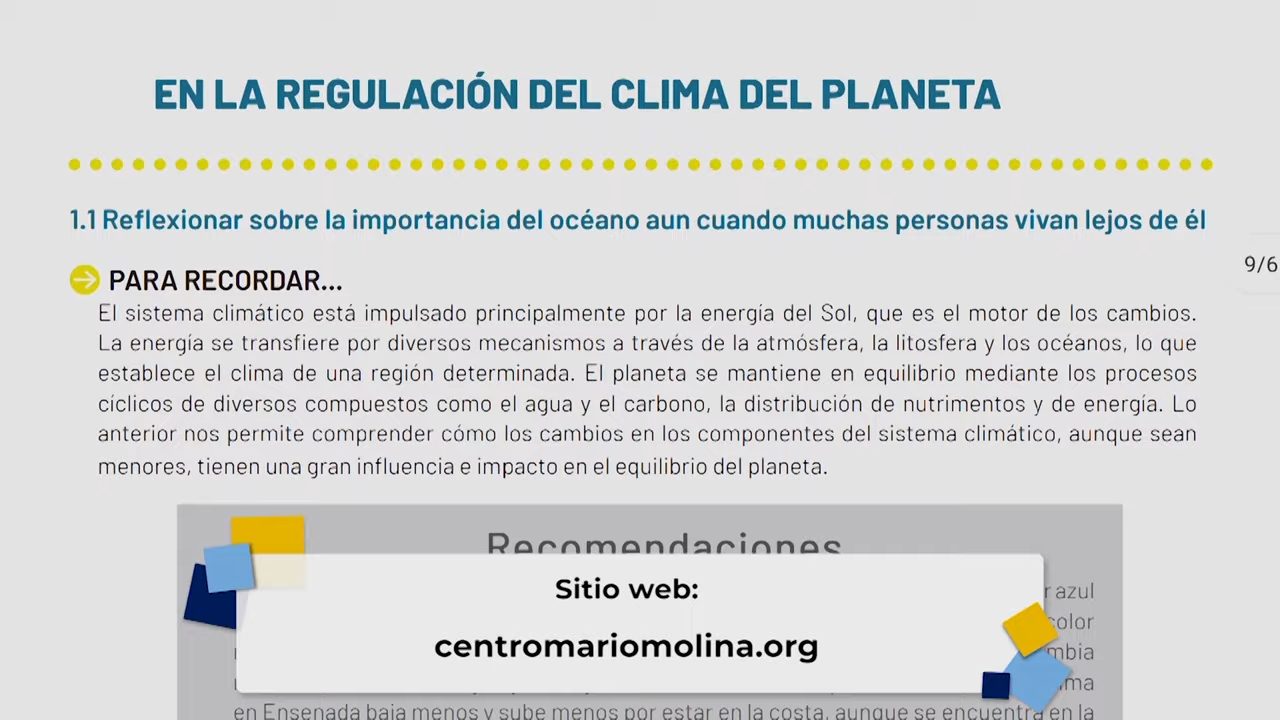 EN LA REGULACIÓN DEL CLIMA DEL PLANETA
1.1 Reflexionar sobre la importancia del océano aun cuando muchas personas vivan lejos de él
9/6
PARA RECORDAR...
El sistema climático está impulsado principalmente por la energía del Sol, que es el motor de los cambios.
La energía se transfiere por diversos mecanismos a través de la atmósfera, la litosfera y los océanos, lo que
establece el clima de una región determinada. El planeta se mantiene en equilibrio mediante los procesos
cíclicos de diversos compuestos como el agua y el carbono, la distribución de nutrimentos y de energía. Lo
anterior nos permite comprender cómo los cambios en los componentes del sistema climático, aunque sean
menores, tienen una gran influencia e impacto en el equilibrio del planeta.
Recomendaciones
Sitio web:
centromariomolina.org
azul
en Ensenada baja menos y sube menos por estar en la costa, aunque se encuentra en la